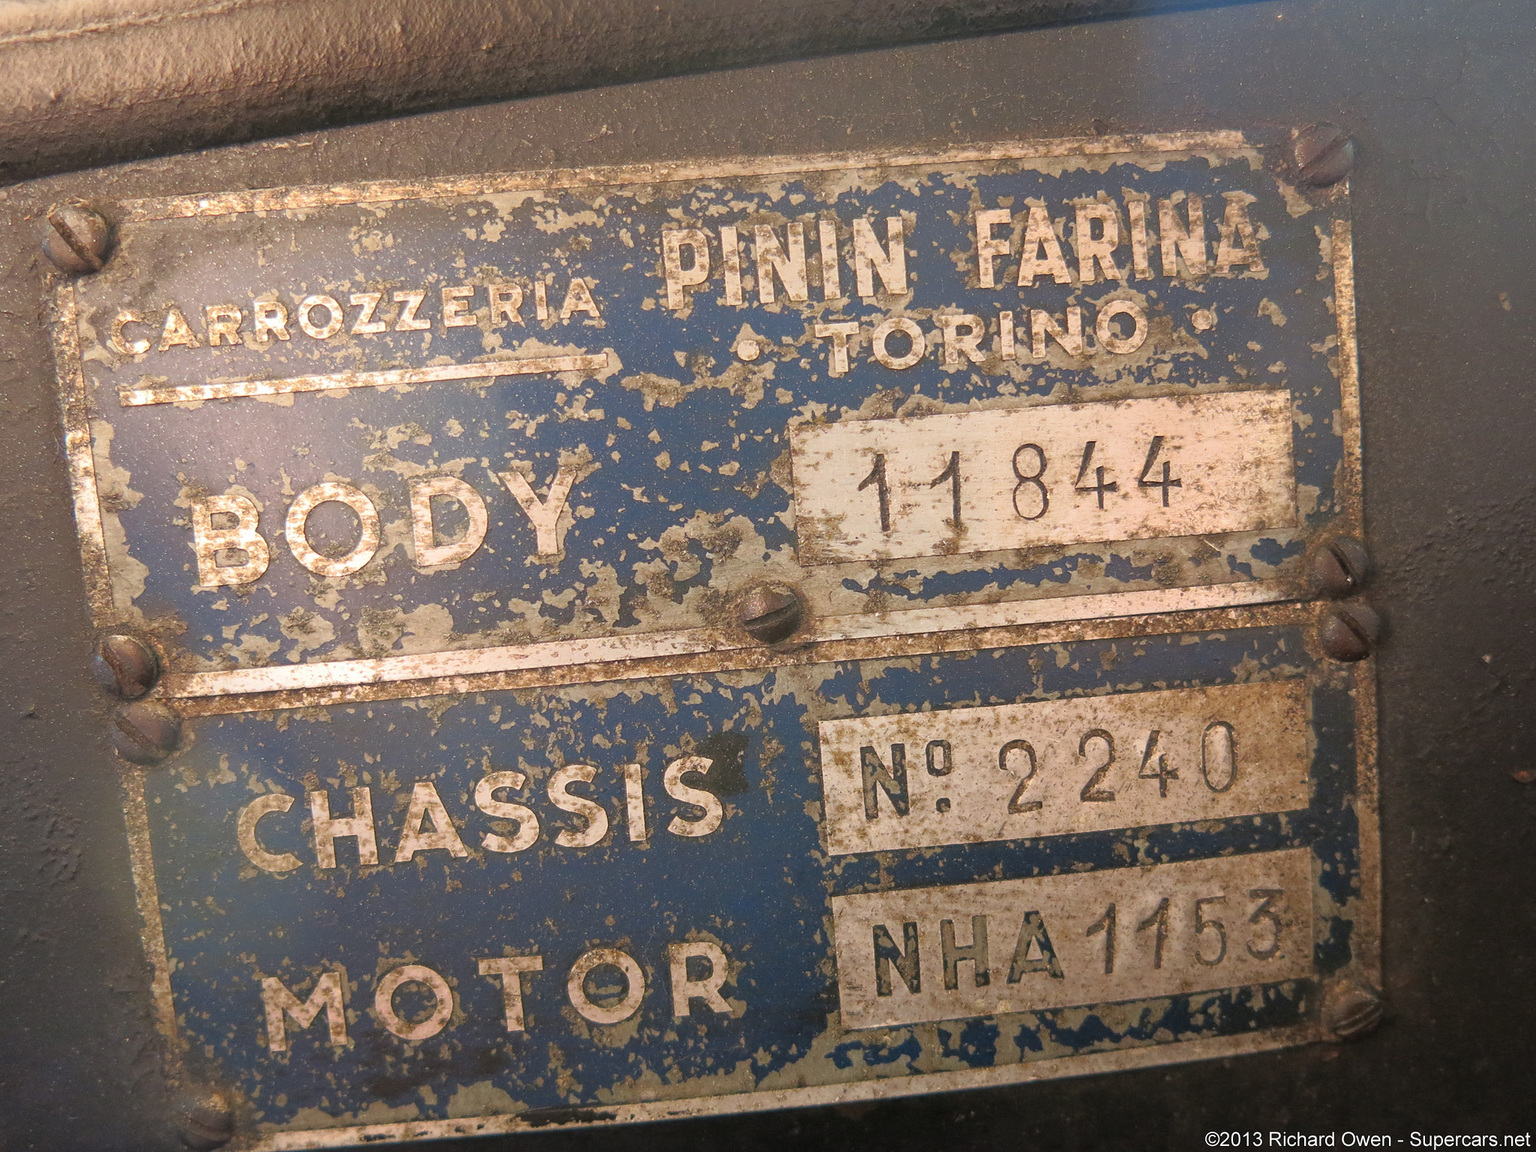 CARROZZERIA PININ FARINA
• TORINO •
BODY 11844
CHASSIS Nº. 2240
MOTOR NHA1153
©2013 Richard Owen - Supercars.net